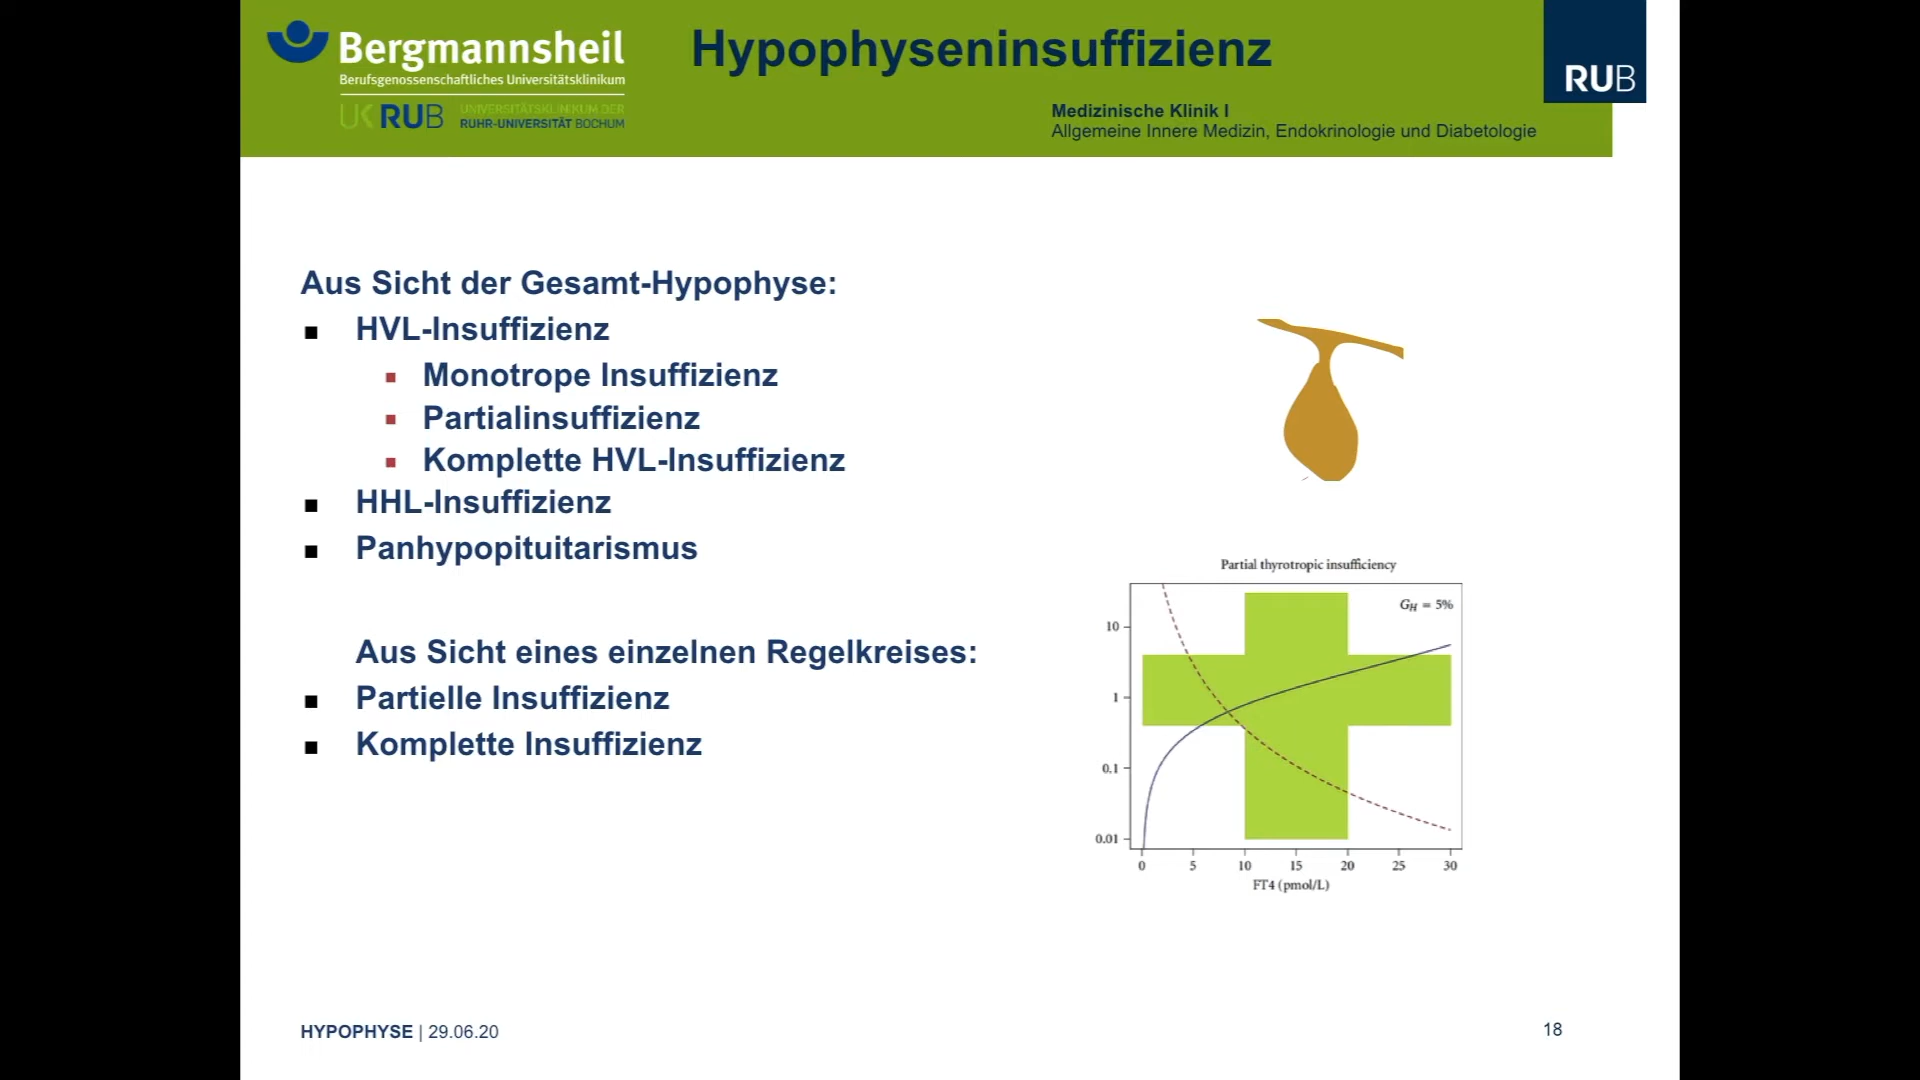 Bergmannsheil
Berufsgenossenschaftliches Universitätsklinikum
UK RUB
UNIVERSITÄTSKLINIKUM DER
RUHR-UNIVERSITÄT BOCHUM
Hypophyseninsuffizienz
Medizinische Klinik I
Allgemeine Innere Medizin, Endokrinologie und Diabetologie
RUB
Aus Sicht der Gesamt-Hypophyse:
HVL-Insuffizienz
Monotrope Insuffizienz
Partialinsuffizienz
Komplette HVL-Insuffizienz
HHL-Insuffizienz
Panhypopituitarismus
Aus Sicht eines einzelnen Regelkreises:
Partielle Insuffizienz
Komplette Insuffizienz
Partial thyrotropic insufficiency
GH = 5%
10
1
0.1
0.01
0 5 10 15 20 25 30
FT4 (pmol/L)
HYPOPHYSE | 29.06.20
18